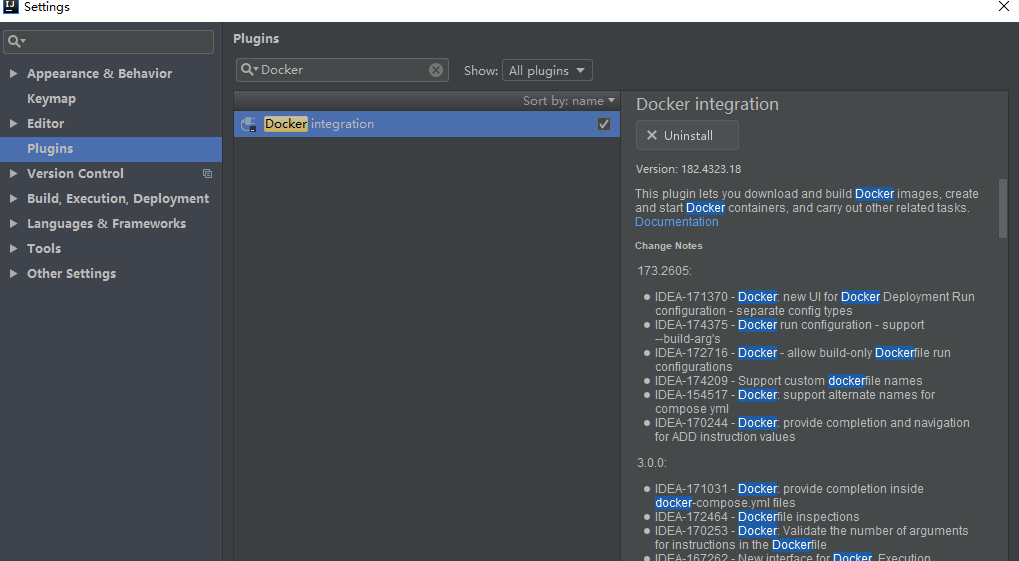 Settings
Plugins
Appearance & Behavior
Keymap
Editor
Plugins
Version Control
Build, Execution, Deployment
Languages & Frameworks
Tools
Other Settings
Docker
Show: All plugins
Sort by: name
Docker integration
Docker integration
Uninstall
Version: 182.4323.18
This plugin lets you download and build Docker images, create
and start Docker containers, and carry out other related tasks.
Documentation
Change Notes
173.2605:
IDEA-171370 - Docker: new UI for Docker Deployment Run
configuration - separate config types
IDEA-174375 - Docker run configuration - support
--build-arg's
IDEA-172716 - Docker - allow build-only Dockerfile run
configurations
IDEA-174209 - Support custom dockerfile names
IDEA-154517 - Docker: support alternate names for
compose yml
IDEA-170244 - Docker: provide completion and navigation
for ADD instruction values
3.0.0:
IDEA-171031 - Docker: provide completion inside
docker-compose.yml files
IDEA-172464 - Dockerfile inspections
IDEA-170253 - Docker: Validate the number of arguments
for instructions in the Dockerfile
IDEA-167262 - New interface for Docker. Execution